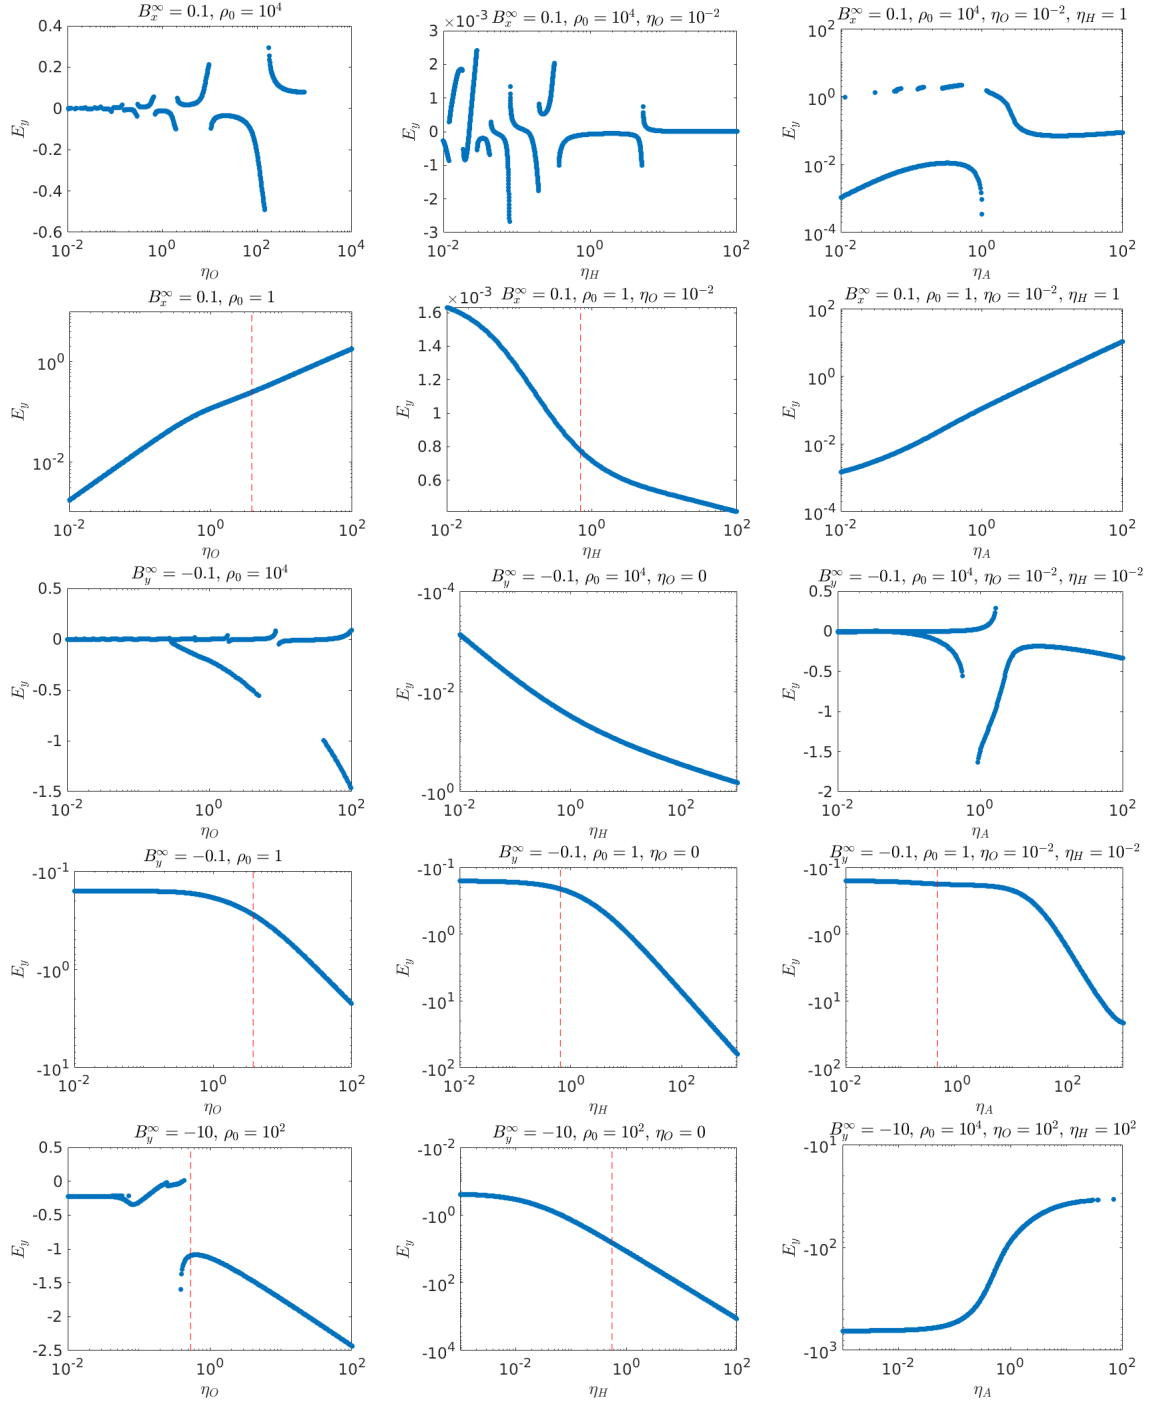 B_x^∞ = 0.1, ρ_0 = 10^4
0.4
0.2
0
-0.2
-0.4
-0.6
E_y
10^-2 10^0 10^2 10^4
η_O
×10^-3 B_x^∞ = 0.1, ρ_0 = 10^4, η_O = 10^-2
3
2
1
0
-1
-2
-3
E_y
10^-2 10^0 10^2
η_H
B_x^∞ = 0.1, ρ_0 = 10^4, η_O = 10^-2, η_H = 1
10^2
10^0
10^-2
10^-4
E_y
10^-2 10^0 10^2
η_A
B_x^∞ = 0.1, ρ_0 = 1
10^0
10^-2
E_y
10^-2 10^0 10^2
η_O
×10^-3 B_x^∞ = 0.1, ρ_0 = 1, η_O = 10^-2
1.6
1.4
1.2
1
0.8
0.6
E_y
10^-2 10^0 10^2
η_H
B_x^∞ = 0.1, ρ_0 = 1, η_O = 10^-2, η_H = 1
10^2
10^0
10^-2
10^-4
E_y
10^-2 10^0 10^2
η_A
B_y^∞ = −0.1, ρ_0 = 10^4
0.5
0
-0.5
-1
-1.5
E_y
10^-2 10^0 10^2
η_O
B_y^∞ = −0.1, ρ_0 = 10^4, η_O = 0
-10^-4
-10^-2
-10^0
E_y
10^-2 10^0 10^2
η_H
B_y^∞ = −0.1, ρ_0 = 10^4, η_O = 10^-2, η_H = 10^-2
0.5
0
-0.5
-1
-1.5
-2
E_y
10^-2 10^0 10^2
η_A
B_y^∞ = −0.1, ρ_0 = 1
-10^-1
-10^0
-10^1
E_y
10^-2 10^0 10^2
η_O
B_y^∞ = −0.1, ρ_0 = 1, η_O = 0
-10^-1
-10^0
-10^1
-10^2
E_y
10^-2 10^0 10^2
η_H
B_y^∞ = −0.1, ρ_0 = 1, η_O = 10^-2, η_H = 10^-2
-10^-1
-10^0
-10^1
-10^2
E_y
10^-2 10^0 10^2
η_A
B_y^∞ = −10, ρ_0 = 10^2
0.5
0
-0.5
-1
-1.5
-2
-2.5
E_y
10^-2 10^0 10^2
η_O
B_y^∞ = −10, ρ_0 = 10^2, η_O = 0
-10^-2
-10^0
-10^2
-10^4
E_y
10^-2 10^0 10^2
η_H
B_y^∞ = −10, ρ_0 = 10^4, η_O = 10^2, η_H = 10^2
-10^1
-10^2
-10^3
E_y
10^-2 10^0 10^2
η_A